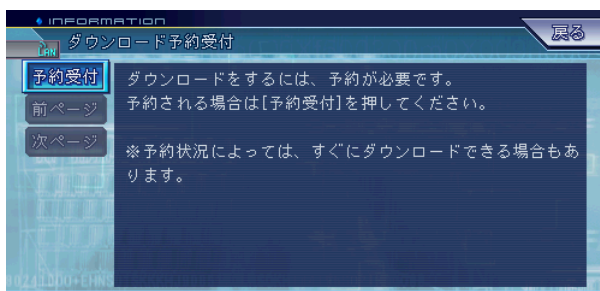 INFORMATION
LAN
ダウンロード予約受付
戻る
予約受付
前ページ
次ページ
ダウンロードをするには、予約が必要です。
予約される場合は[予約受付]を押してください。
※予約状況によっては、すぐにダウンロードできる場合もあ
ります。